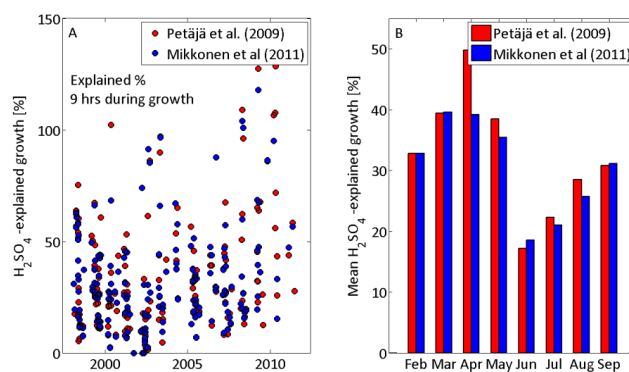 A
Petäjä et al. (2009)
Mikkonen et al (2011)
Explained %
9 hrs during growth
H2SO4 -explained growth [%]
150
100
50
0
2000
2005
2010
B
Petäjä et al. (2009)
Mikkonen et al (2011)
Mean H2SO4 -explained growth [%]
50
40
30
20
10
0
Feb Mar Apr May Jun Jul Aug Sep